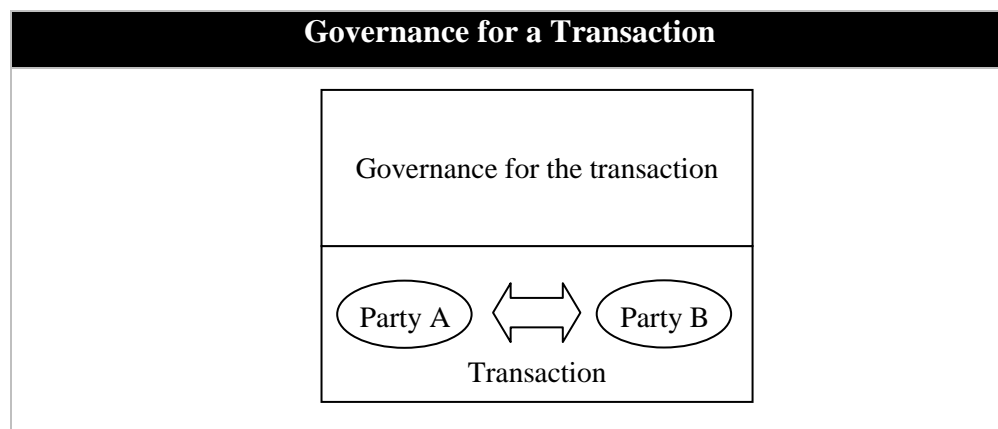 Governance for a Transaction
Governance for the transaction
Party A
Party B
Transaction